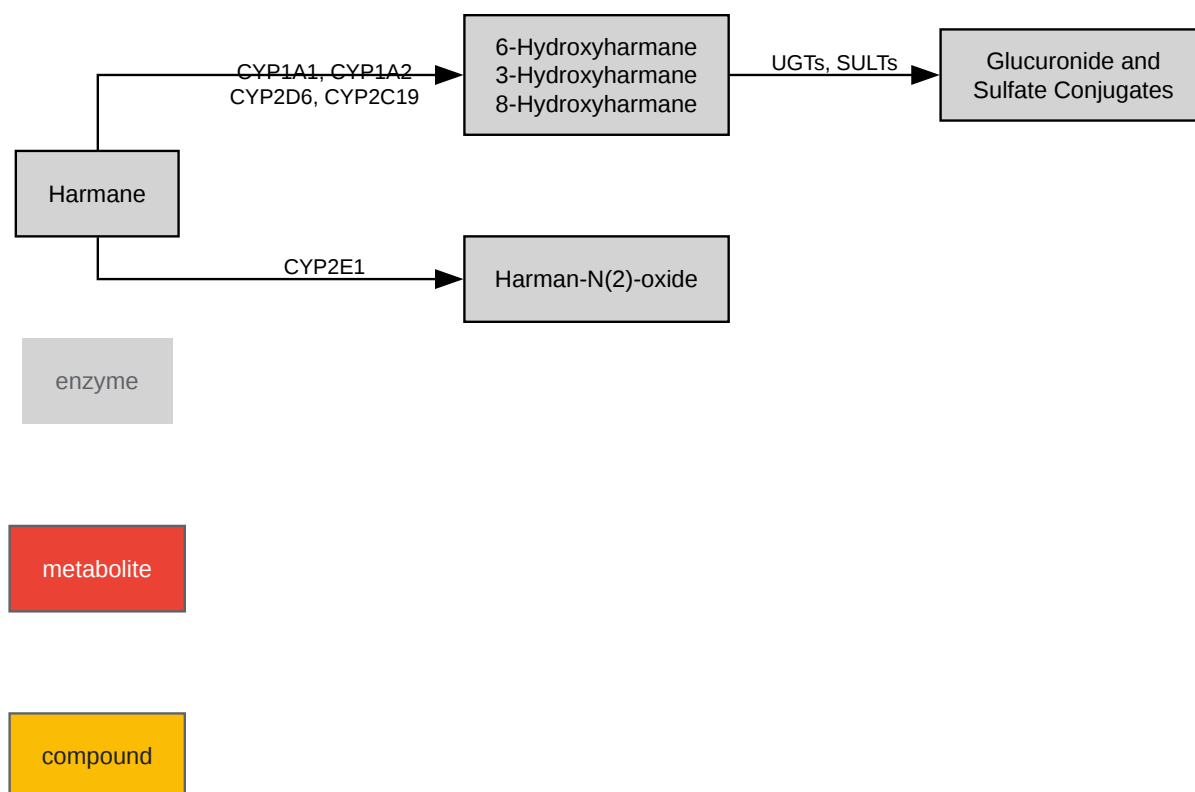 6-Hydroxyharmane
3-Hydroxyharmane
8-Hydroxyharmane
Glucuronide and
Sulfate Conjugates
CYP1A1, CYP1A2
CYP2D6, CYP2C19
UGTs, SULTs
Harmane
CYP2E1
Harman-N(2)-oxide
enzyme
metabolite
compound